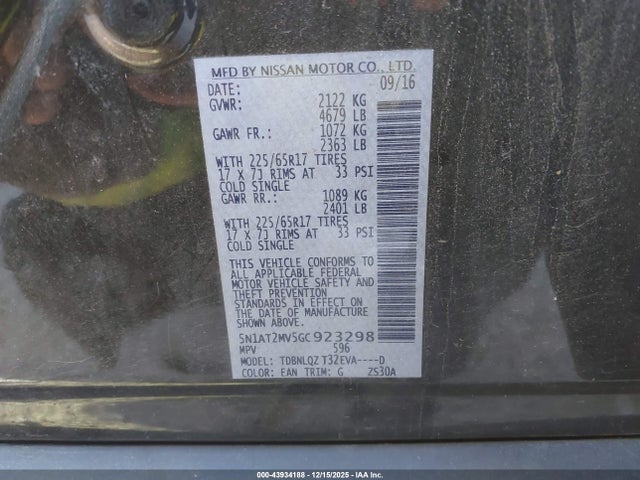 MFD BY NISSAN MOTOR CO., LTD.
DATE: 09/16
GVWR: 2122 KG
4679 LB
GAWR FR: 1072 KG
2363 LB
WITH 225/65R17 TIRES
17 X 7J RIMS AT 33 PSI
COLD SINGLE
GAWR RR: 1089 KG
2401 LB
WITH 225/65R17 TIRES
17 X 7J RIMS AT 33 PSI
COLD SINGLE
THIS VEHICLE CONFORMS TO
ALL APPLICABLE FEDERAL
MOTOR VEHICLE SAFETY AND
THEFT PREVENTION
STANDARDS IN EFFECT ON
THE DATE OF MANUFACTURE
SHOWN ABOVE.
5N1AT2MV5GC923298
MPV 596
MODEL: TDBNLQZ T32EVA----D
COLOR: EAN TRIM: G ZS30A
000-43934188 - 12/15/2025 - IAA Inc.